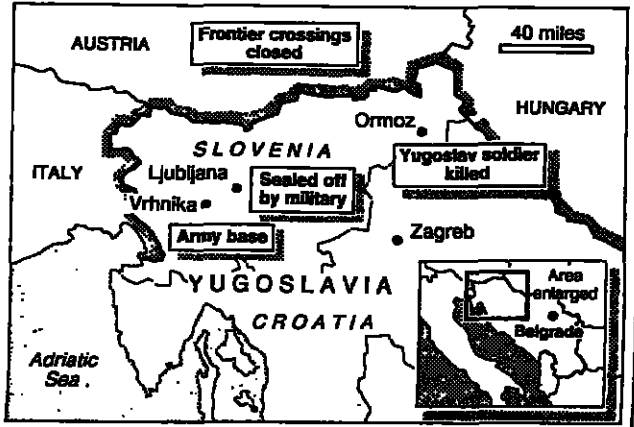 AUSTRIA
Frontier crossings
closed
40 miles
HUNGARY
Ormoz
SLOVENIA
ITALY
Ljubljana
Vrhnika
Sealed off
by military
Yugoslav soldier
killed
Army base
Zagreb
YUGOSLAVIA
CROATIA
Adriatic
Sea
Area
enlarged
Belgrade